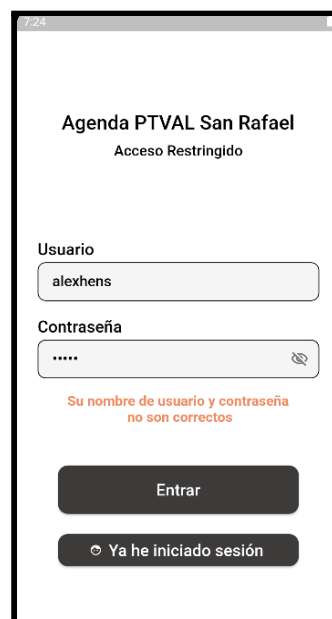 7:24
Agenda PTVAL San Rafael
Acceso Restringido
Usuario
alexhens
Contraseña
•••••
Su nombre de usuario y contraseña
no son correctos
Entrar
Ya he iniciado sesión